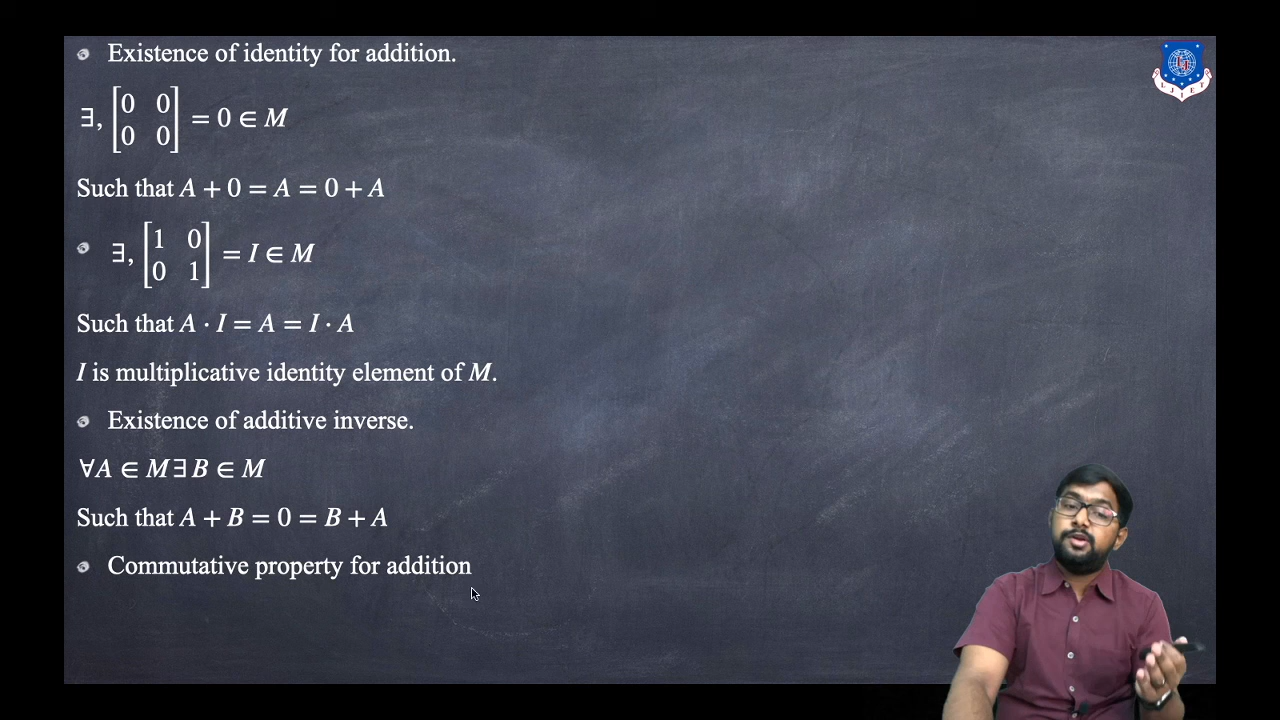 Existence of identity for addition.
∃, [0 0; 0 0] = 0 ∈ M
Such that A + 0 = A = 0 + A
∃, [1 0; 0 1] = I ∈ M
Such that A · I = A = I · A
I is multiplicative identity element of M.
Existence of additive inverse.
∀A ∈ M ∃ B ∈ M
Such that A + B = 0 = B + A
Commutative property for addition
LJIET